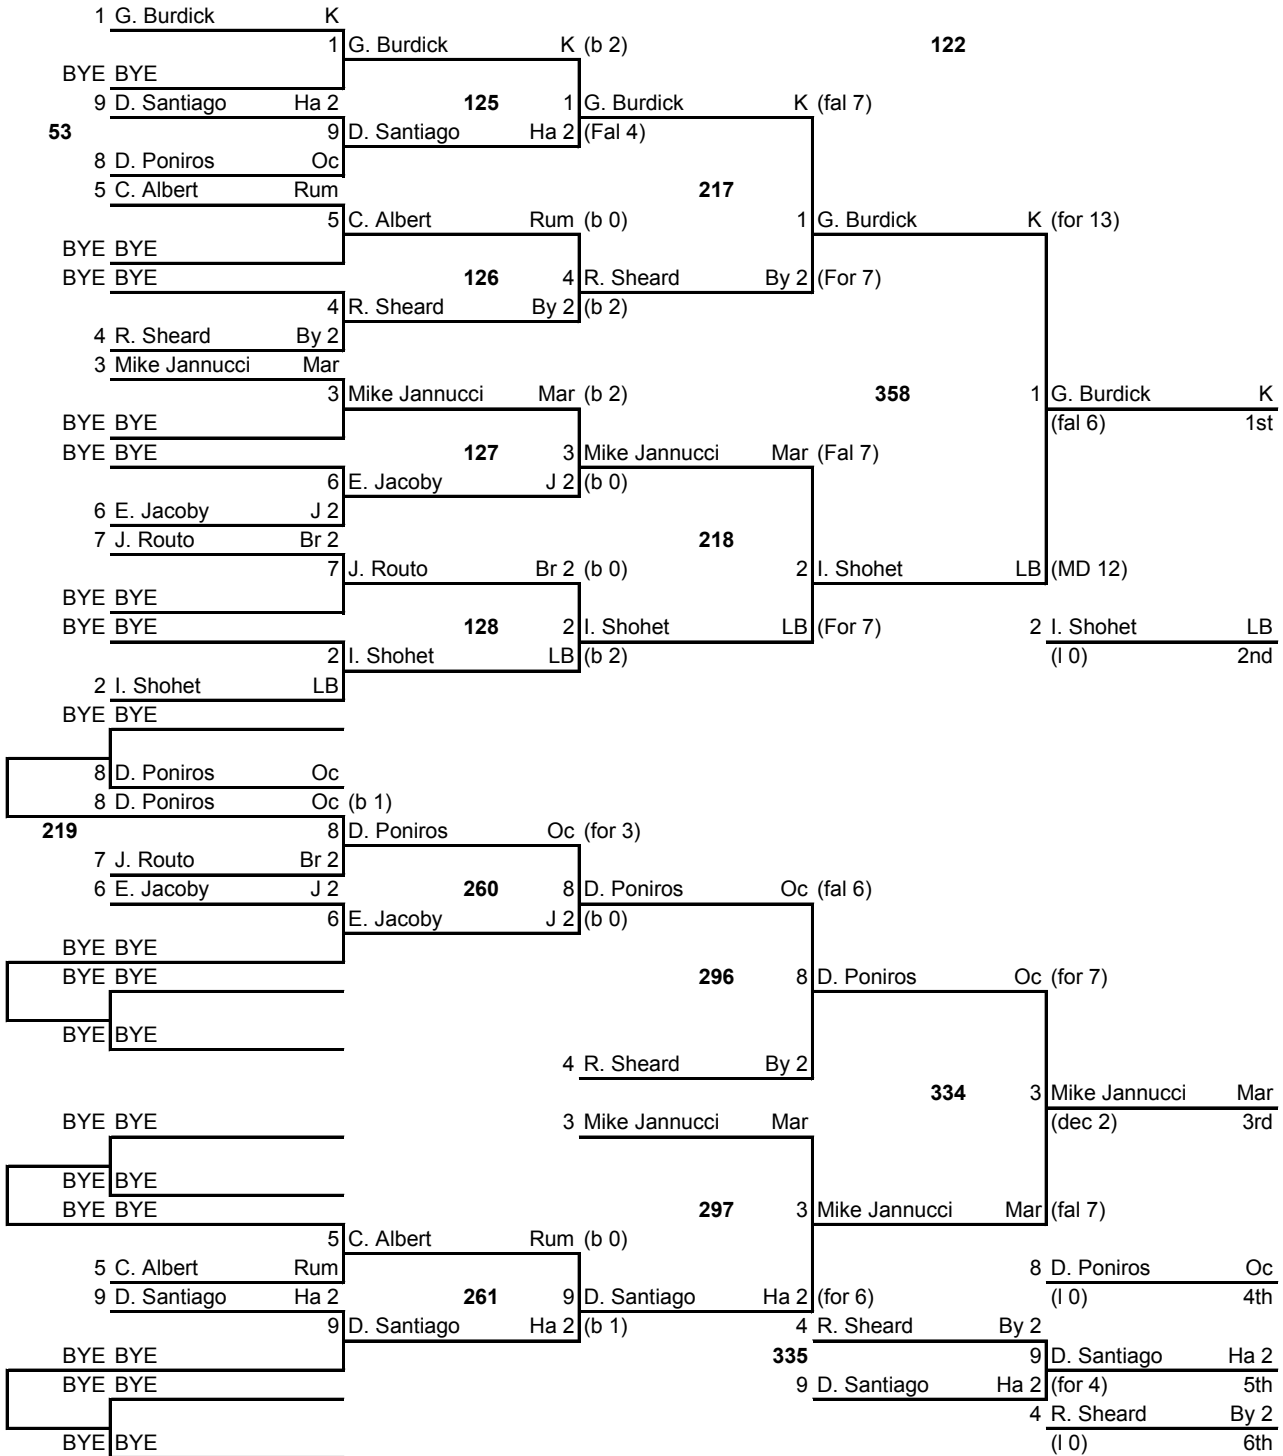 1 G. Burdick K
1 G. Burdick K (b 2) 122
BYE BYE
9 D. Santiago Ha 2 125 1 G. Burdick K (fal 7)
53 9 D. Santiago Ha 2 (Fal 4)
8 D. Poniros Oc
5 C. Albert Rum 217
5 C. Albert Rum (b 0) 1 G. Burdick K (for 13)
BYE BYE
BYE BYE 126 4 R. Sheard By 2 (For 7)
4 R. Sheard By 2 (b 2)
4 R. Sheard By 2
3 Mike Jannucci Mar
3 Mike Jannucci Mar (b 2) 358 1 G. Burdick K
BYE BYE (fal 6) 1st
BYE BYE 127 3 Mike Jannucci Mar (Fal 7)
6 E. Jacoby J 2 (b 0)
6 E. Jacoby J 2
7 J. Routo Br 2 218
7 J. Routo Br 2 (b 0) 2 I. Shohet LB (MD 12)
BYE BYE
BYE BYE 128 2 I. Shohet LB (For 7) 2 I. Shohet LB
2 I. Shohet LB (b 2) (l 0) 2nd
2 I. Shohet LB
BYE BYE
8 D. Poniros Oc
8 D. Poniros Oc (b 1)
219 8 D. Poniros Oc (for 3)
7 J. Routo Br 2
6 E. Jacoby J 2 260 8 D. Poniros Oc (fal 6)
6 E. Jacoby J 2 (b 0)
BYE BYE
BYE BYE 296 8 D. Poniros Oc (for 7)
BYE BYE
4 R. Sheard By 2
334 3 Mike Jannucci Mar
BYE BYE 3 Mike Jannucci Mar (dec 2) 3rd
BYE BYE
BYE BYE 297 3 Mike Jannucci Mar (fal 7)
5 C. Albert Rum (b 0)
5 C. Albert Rum 8 D. Poniros Oc
9 D. Santiago Ha 2 261 9 D. Santiago Ha 2 (for 6) (l 0) 4th
9 D. Santiago Ha 2 (b 1) 4 R. Sheard By 2
BYE BYE 335 9 D. Santiago Ha 2
BYE BYE 9 D. Santiago Ha 2 (for 4) 5th
4 R. Sheard By 2
BYE BYE (l 0) 6th